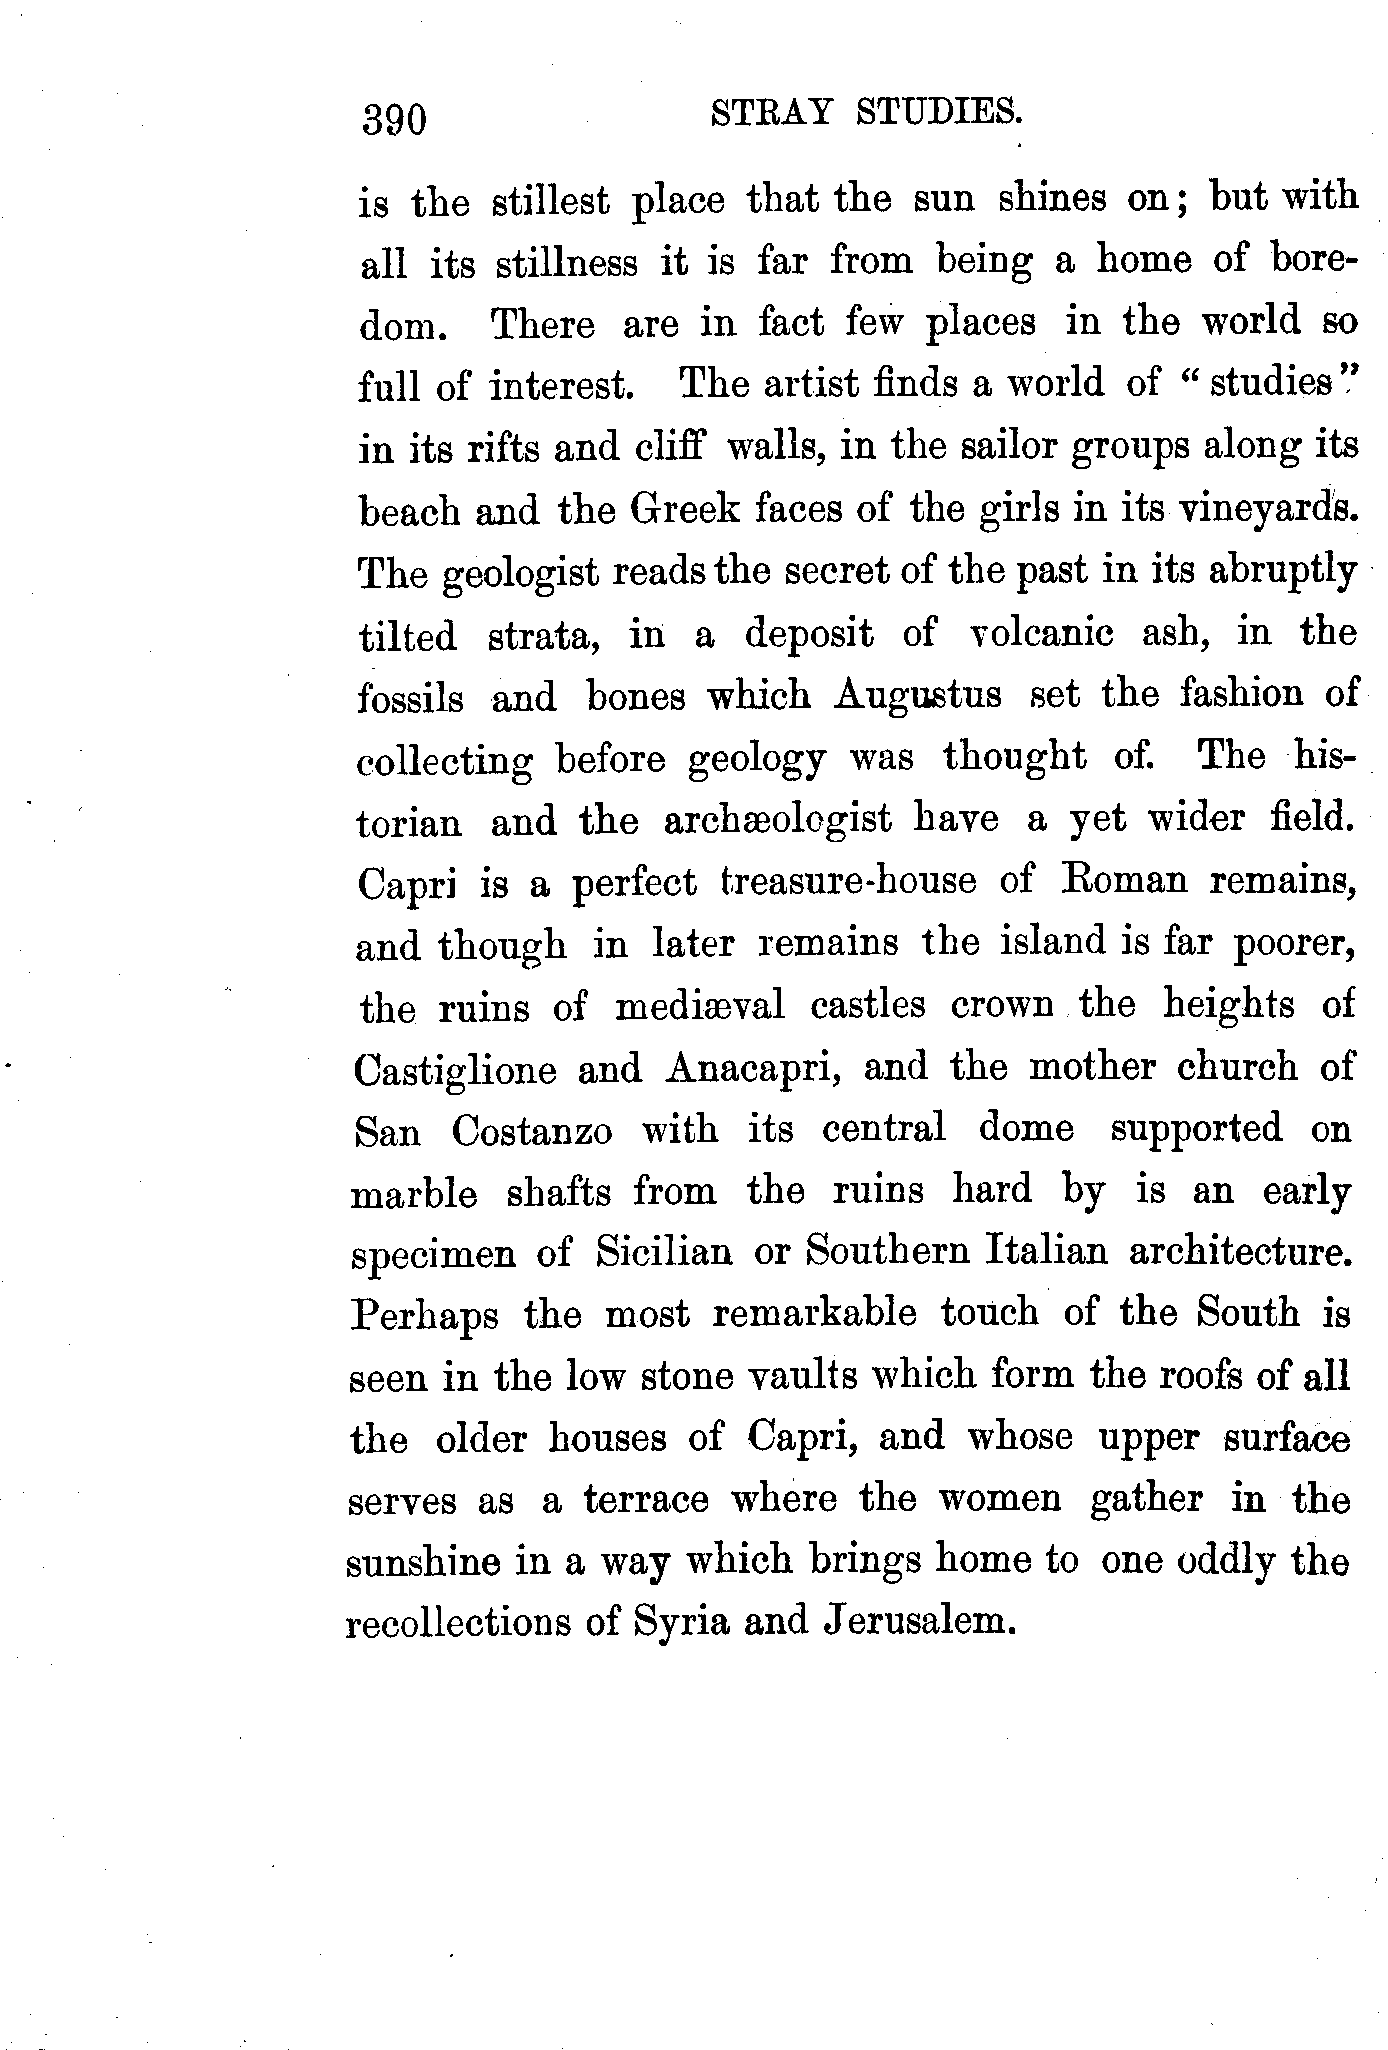 390 STRAY STUDIES.
is the stillest place that the sun shines on; but with
all its stillness it is far from being a home of bore-
dom. There are in fact few places in the world so
full of interest. The artist finds a world of “ studies ”
in its rifts and cliff walls, in the sailor groups along its
beach and the Greek faces of the girls in its vineyards.
The geologist reads the secret of the past in its abruptly
tilted strata, in a deposit of volcanic ash, in the
fossils and bones which Augustus set the fashion of
collecting before geology was thought of. The his-
torian and the archæologist have a yet wider field.
Capri is a perfect treasure-house of Roman remains,
and though in later remains the island is far poorer,
the ruins of mediæval castles crown the heights of
Castiglione and Anacapri, and the mother church of
San Costanzo with its central dome supported on
marble shafts from the ruins hard by is an early
specimen of Sicilian or Southern Italian architecture.
Perhaps the most remarkable touch of the South is
seen in the low stone vaults which form the roofs of all
the older houses of Capri, and whose upper surface
serves as a terrace where the women gather in the
sunshine in a way which brings home to one oddly the
recollections of Syria and Jerusalem.